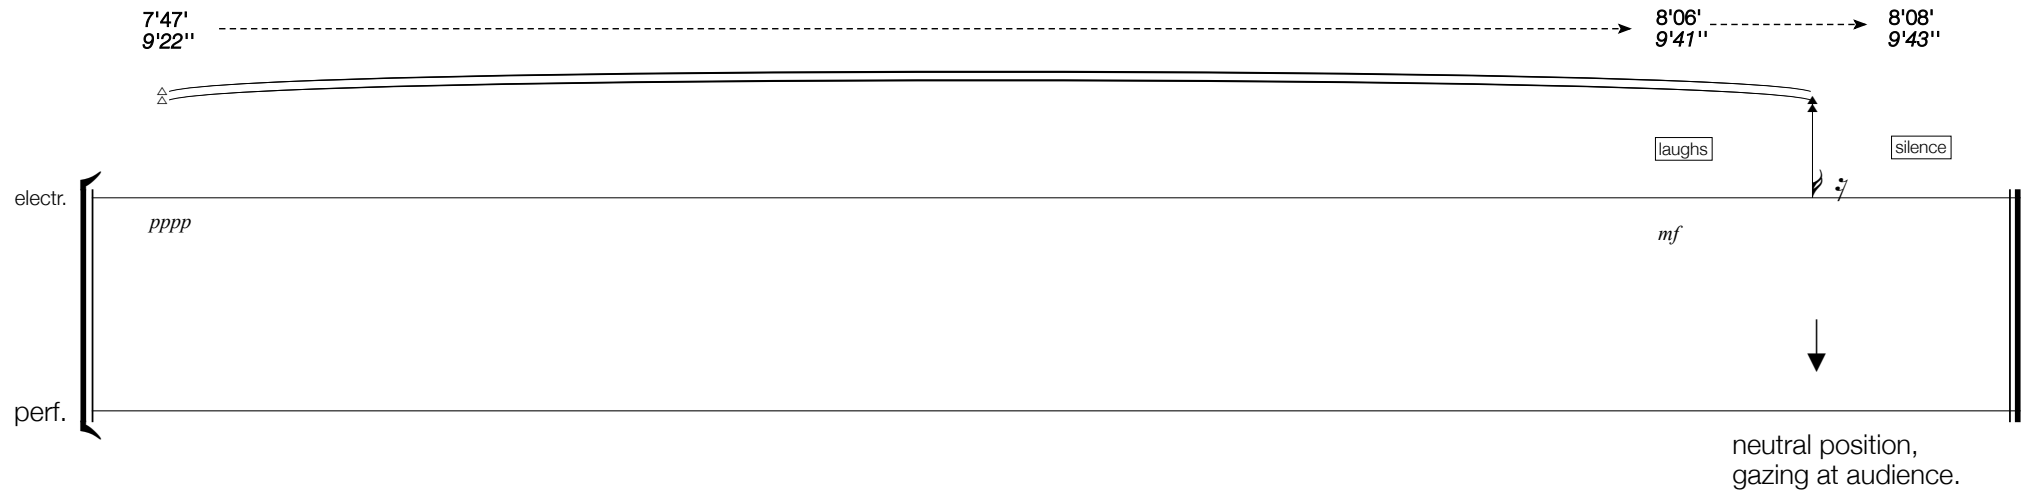 7'47' 8'06' 8'08'
9'22'' 9'41'' 9'43''
laughs silence
electr.
pppp mf
perf.
neutral position,
gazing at audience.